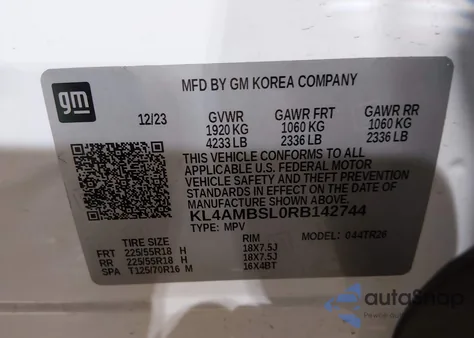 MFD BY GM KOREA COMPANY
gm
12/23 GVWR GAWR FRT GAWR RR
1920 KG 1060 KG 1060 KG
4233 LB 2336 LB 2336 LB
THIS VEHICLE CONFORMS TO ALL
APPLICABLE U.S. FEDERAL MOTOR
VEHICLE SAFETY AND THEFT PREVENTION
STANDARDS IN EFFECT ON THE DATE OF
MANUFACTURE SHOWN ABOVE.
KL4AMBSL0RB142744
TYPE: MPV MODEL: 044TR26
TIRE SIZE RIM
FRT 225/55R18 H 18X7.5J
RR 225/55R18 H 18X7.5J
SPA T125/70R16 M 16X4BT
autoSnap